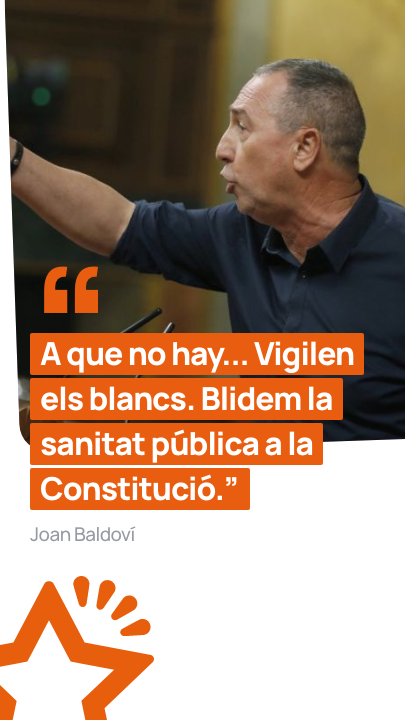 “
A que no hay... Vigilen
els blancs. Blidem la
sanitat pública a la
Constitució.”
Joan Baldoví